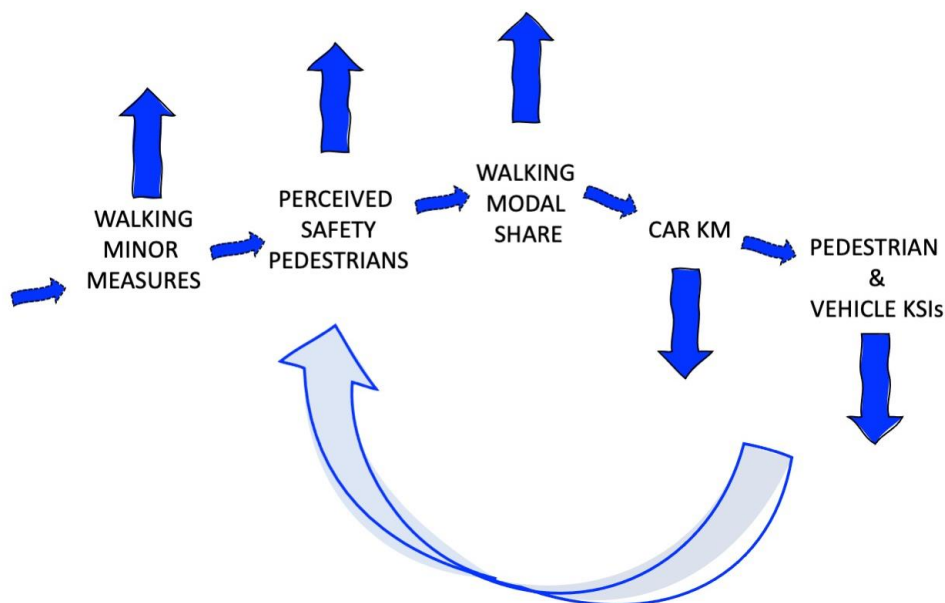 WALKING
MINOR
MEASURES
PERCEIVED
SAFETY
PEDESTRIANS
WALKING
MODAL
SHARE
CAR KM
PEDESTRIAN
&
VEHICLE KSIs